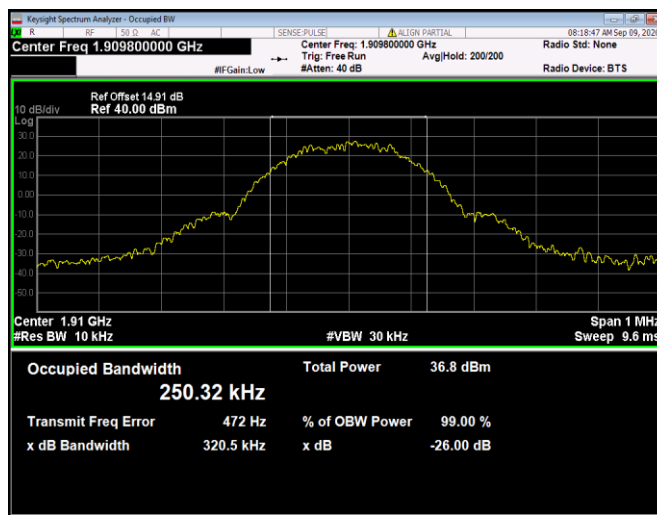 Keysight Spectrum Analyzer - Occupied BW
R RF 50 Ω AC SENSE:PULSE ALIGN PARTIAL 08:18:47 AM Sep 09, 2020
Center Freq 1.909800000 GHz
Center Freq: 1.909800000 GHz Radio Std: None
Trig: Free Run Avg|Hold: 200/200
#IFGain:Low #Atten: 40 dB Radio Device: BTS
Ref Offset 14.91 dB
10 dB/div Ref 40.00 dBm
Log
30.0
20.0
10.0
0.00
-10.0
-20.0
-30.0
-40.0
-50.0
Center 1.91 GHz Span 1 MHz
#Res BW 10 kHz #VBW 30 kHz Sweep 9.6 ms
Occupied Bandwidth Total Power 36.8 dBm
250.32 kHz
Transmit Freq Error 472 Hz % of OBW Power 99.00 %
x dB Bandwidth 320.5 kHz x dB -26.00 dB